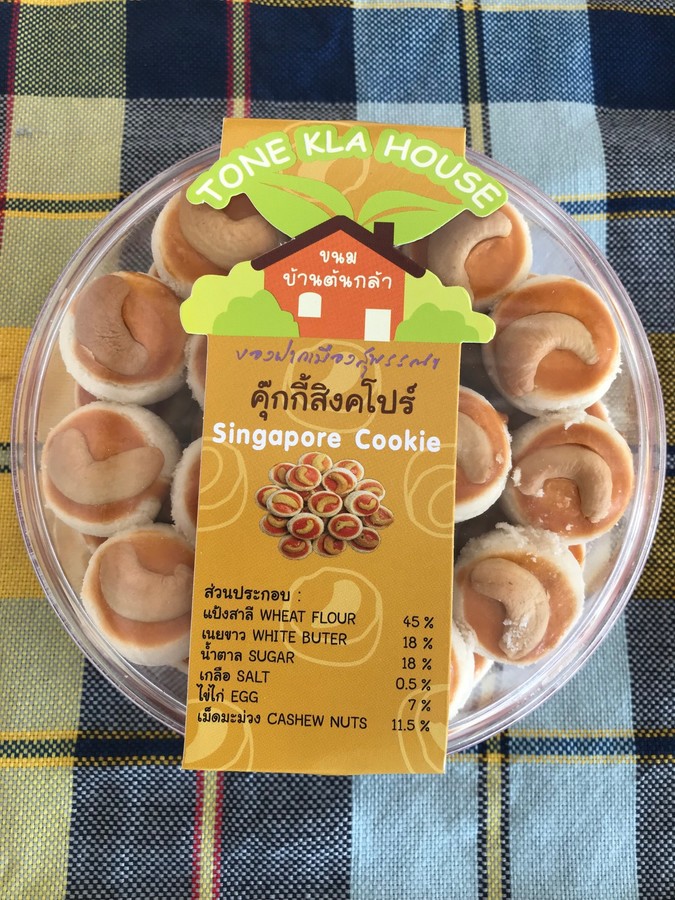 TONE KLA HOUSE
ขนม
บ้านต้นกล้า
ของฝากเมืองสุพรรณฯ
คุ๊กกี้สิงคโปร์
Singapore Cookie
ส่วนประกอบ :
แป้งสาลี WHEAT FLOUR 45 %
เนยขาว WHITE BUTER 18 %
น้ำตาล SUGAR 18 %
เกลือ SALT 0.5 %
ไข่ไก่ EGG 7 %
เม็ดมะม่วง CASHEW NUTS 11.5 %